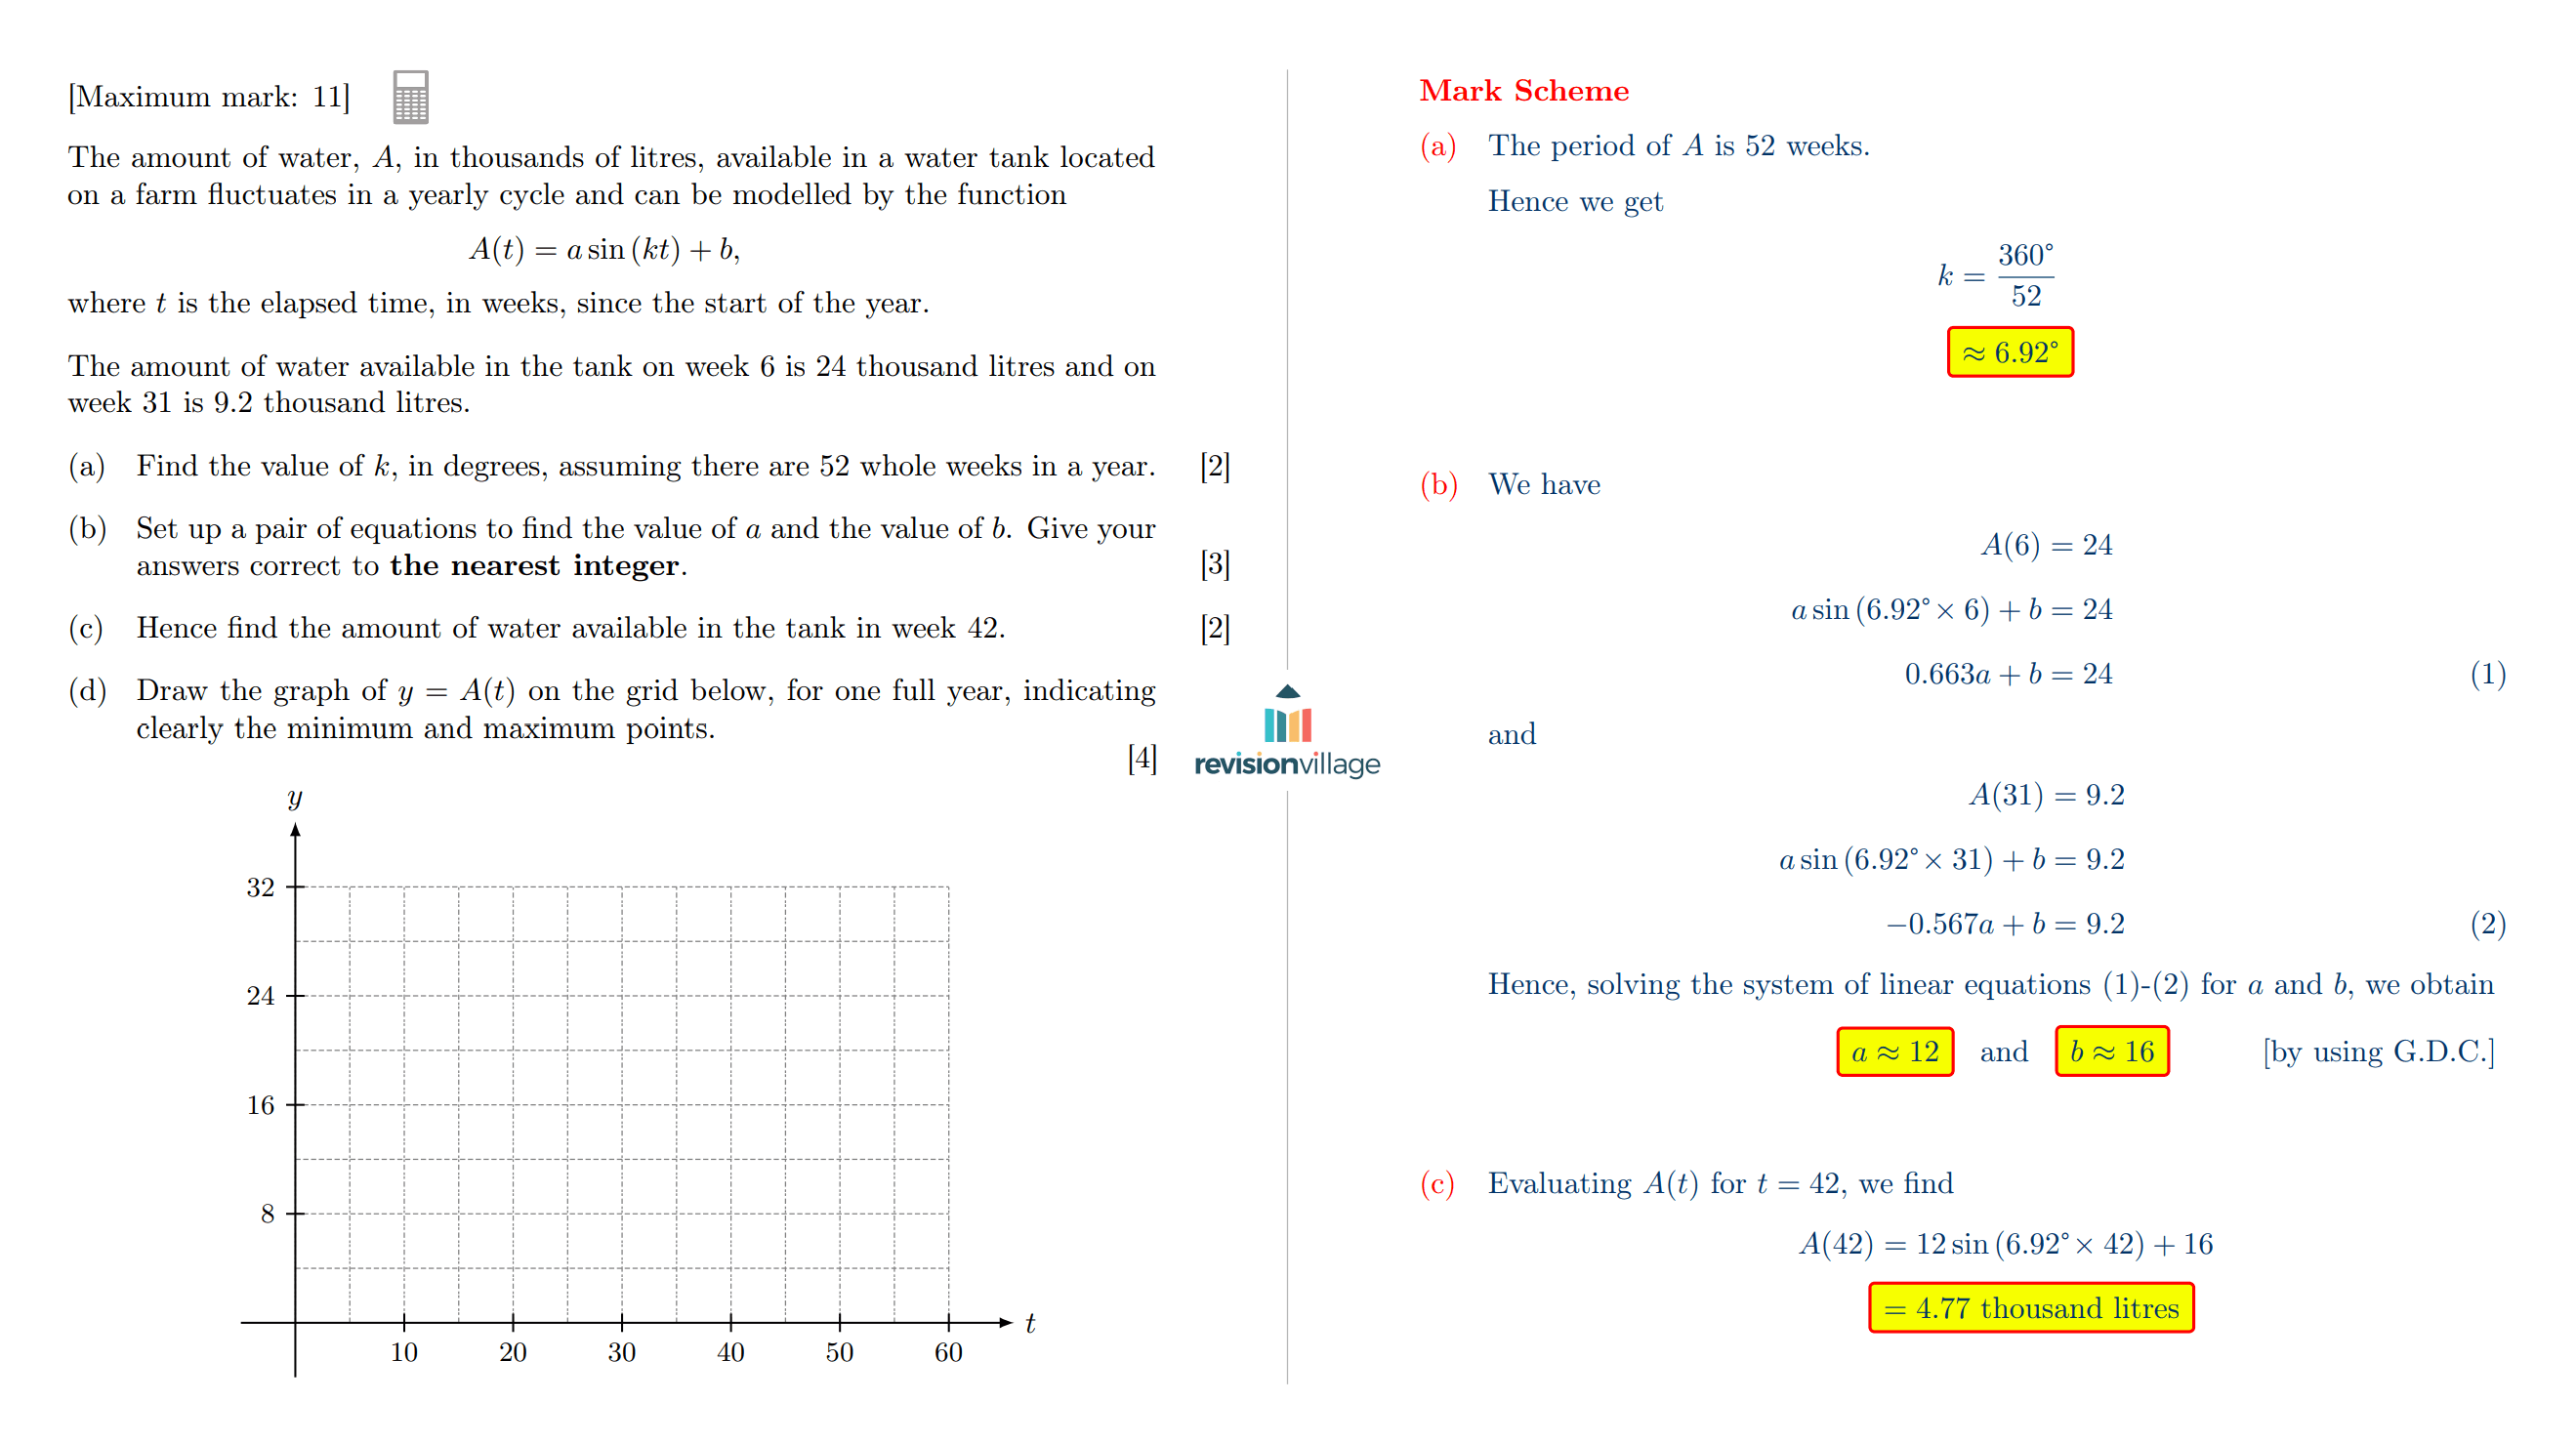 [Maximum mark: 11]
The amount of water, A, in thousands of litres, available in a water tank located
on a farm fluctuates in a yearly cycle and can be modelled by the function
A(t) = a sin (kt) + b,
where t is the elapsed time, in weeks, since the start of the year.
The amount of water available in the tank on week 6 is 24 thousand litres and on
week 31 is 9.2 thousand litres.
(a) Find the value of k, in degrees, assuming there are 52 whole weeks in a year. [2]
(b) Set up a pair of equations to find the value of a and the value of b. Give your
answers correct to the nearest integer. [3]
(c) Hence find the amount of water available in the tank in week 42. [2]
(d) Draw the graph of y = A(t) on the grid below, for one full year, indicating
clearly the minimum and maximum points.
[4]
y
32
24
16
8
10 20 30 40 50 60
t
revisionvillage
Mark Scheme
(a) The period of A is 52 weeks.
Hence we get
k = 360°/52
≈ 6.92°
(b) We have
A(6) = 24
a sin (6.92° × 6) + b = 24
0.663a + b = 24 (1)
and
A(31) = 9.2
a sin (6.92° × 31) + b = 9.2
−0.567a + b = 9.2 (2)
Hence, solving the system of linear equations (1)-(2) for a and b, we obtain
a ≈ 12 and b ≈ 16 [by using G.D.C.]
(c) Evaluating A(t) for t = 42, we find
A(42) = 12 sin (6.92° × 42) + 16
= 4.77 thousand litres